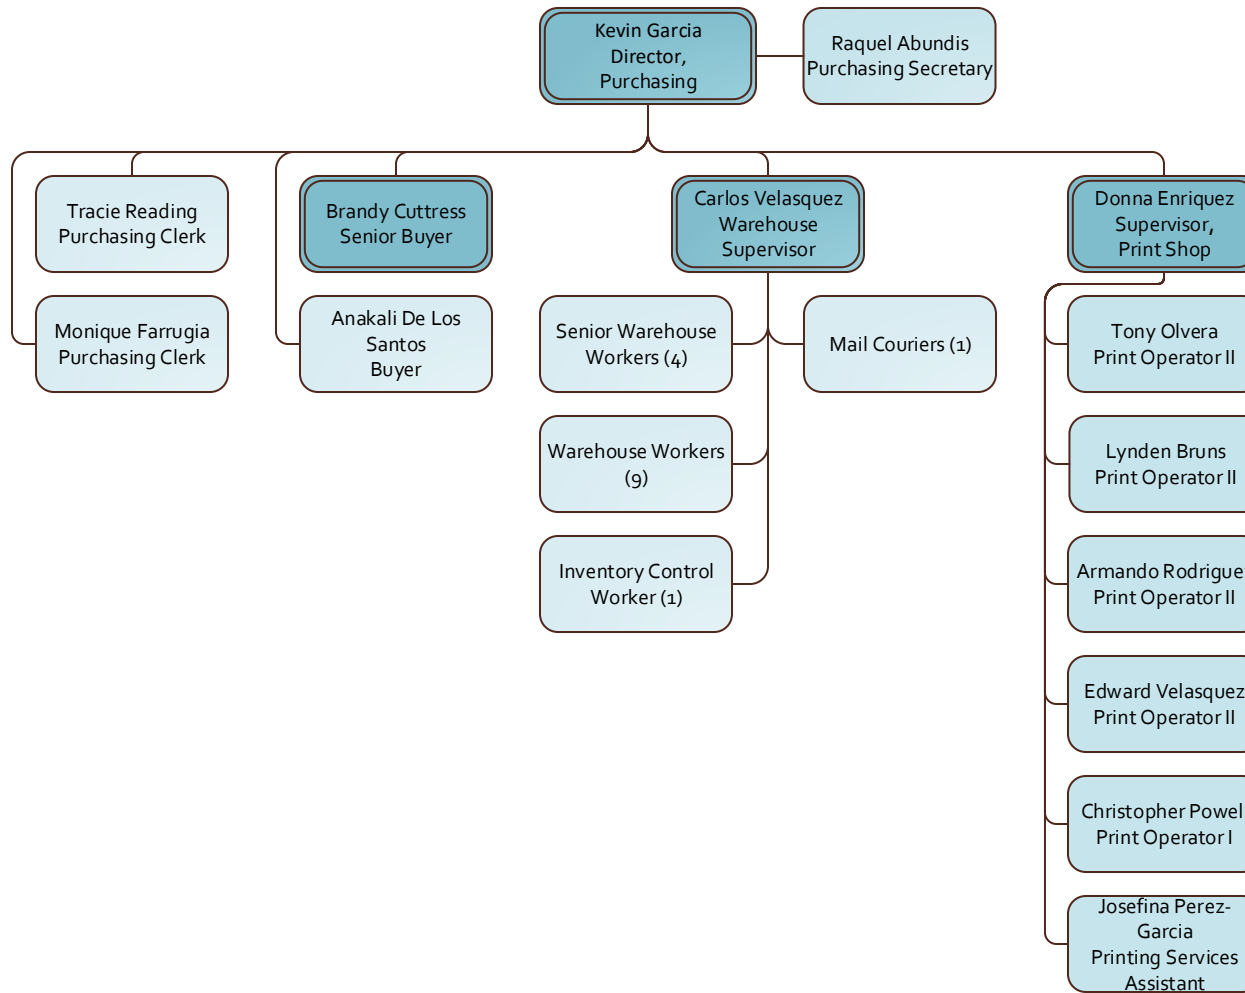 Kevin Garcia
Director,
Purchasing
Raquel Abundis
Purchasing Secretary
Tracie Reading
Purchasing Clerk
Brandy Cuttress
Senior Buyer
Carlos Velasquez
Warehouse
Supervisor
Donna Enriquez
Supervisor,
Print Shop
Monique Farrugia
Purchasing Clerk
Anakali De Los
Santos
Buyer
Senior Warehouse
Workers (4)
Mail Couriers (1)
Tony Olvera
Print Operator II
Warehouse Workers
(9)
Lynden Bruns
Print Operator II
Inventory Control
Worker (1)
Armando Rodrigue
Print Operator II
Edward Velasquez
Print Operator II
Christopher Powel
Print Operator I
Josefina Perez-
Garcia
Printing Services
Assistant